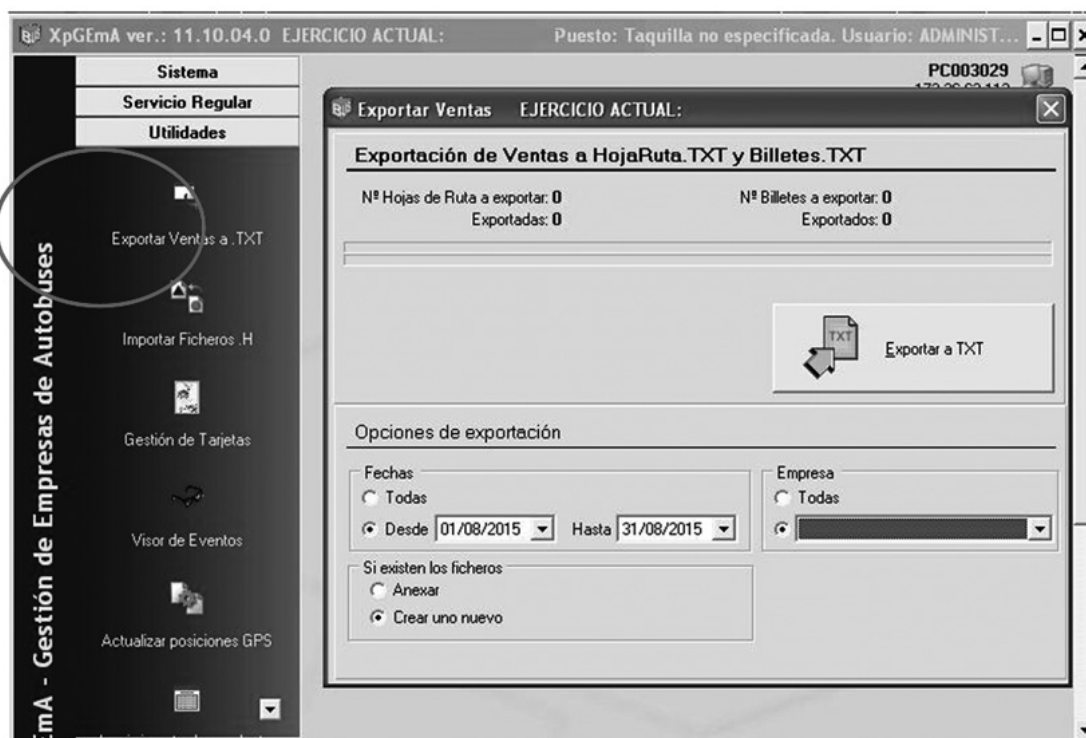 XpGEmA ver.: 11.10.04.0 EJERCICIO ACTUAL: Puesto: Taquilla no especificada. Usuario: ADMINIST...
Sistema
Servicio Regular
Utilidades
Exportar Ventas a .TXT
Importar Ficheros .H
Gestión de Tarjetas
Visor de Eventos
Actualizar posiciones GPS
EmA - Gestión de Empresas de Autobuses
PC003029
Exportar Ventas EJERCICIO ACTUAL:
Exportación de Ventas a HojaRuta.TXT y Billetes.TXT
Nº Hojas de Ruta a exportar: 0 Nº Billetes a exportar: 0
Exportadas: 0 Exportados: 0
TXT
Exportar a TXT
Opciones de exportación
Fechas
Todas
Desde 01/08/2015 Hasta 31/08/2015
Empresa
Todas
Si existen los ficheros
Anexar
Crear uno nuevo